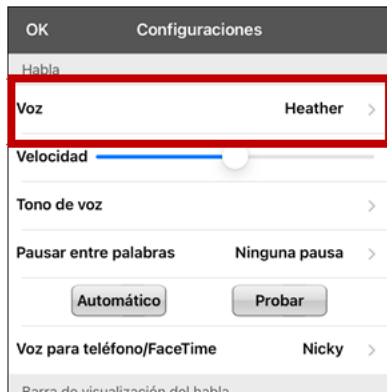 OK Configuraciones
Habla
Voz Heather
Velocidad
Tono de voz
Pausar entre palabras Ninguna pausa
Automático Probar
Voz para teléfono/FaceTime Nicky
Barra de visualización del habla